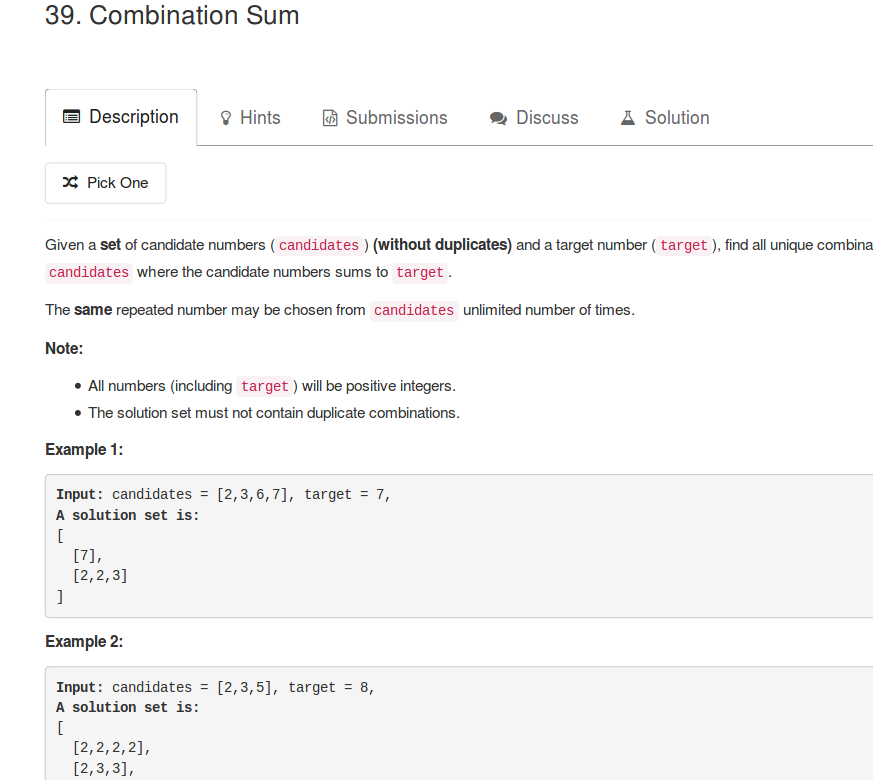 39. Combination Sum
Description Hints Submissions Discuss Solution
Pick One
Given a set of candidate numbers (candidates) (without duplicates) and a target number (target), find all unique combina
candidates where the candidate numbers sums to target.
The same repeated number may be chosen from candidates unlimited number of times.
Note:
• All numbers (including target) will be positive integers.
• The solution set must not contain duplicate combinations.
Example 1:
Input: candidates = [2,3,6,7], target = 7,
A solution set is:
[
  [7],
  [2,2,3]
]
Example 2:
Input: candidates = [2,3,5], target = 8,
A solution set is:
[
  [2,2,2,2],
  [2,3,3],